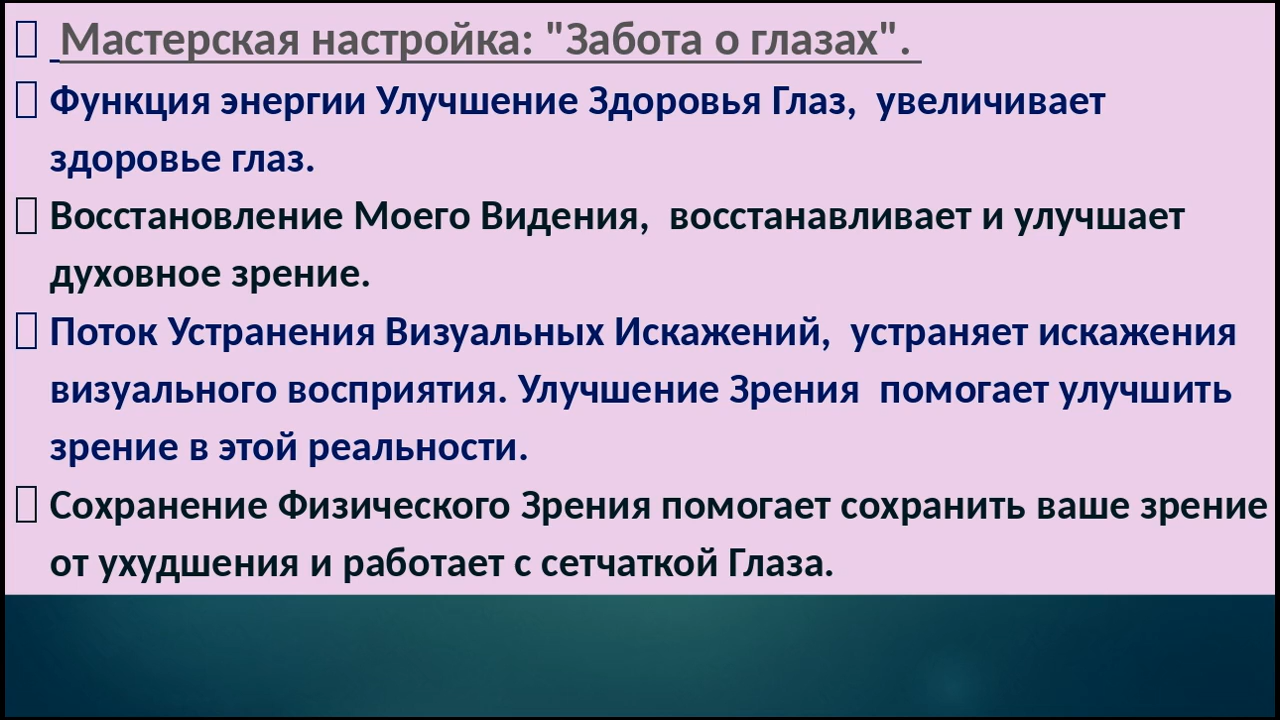 Мастерская настройка: "Забота о глазах".
Функция энергии Улучшение Здоровья Глаз, увеличивает
здоровье глаз.
Восстановление Моего Видения, восстанавливает и улучшает
духовное зрение.
Поток Устранения Визуальных Искажений, устраняет искажения
визуального восприятия. Улучшение Зрения помогает улучшить
зрение в этой реальности.
Сохранение Физического Зрения помогает сохранить ваше зрение
от ухудшения и работает с сетчаткой Глаза.